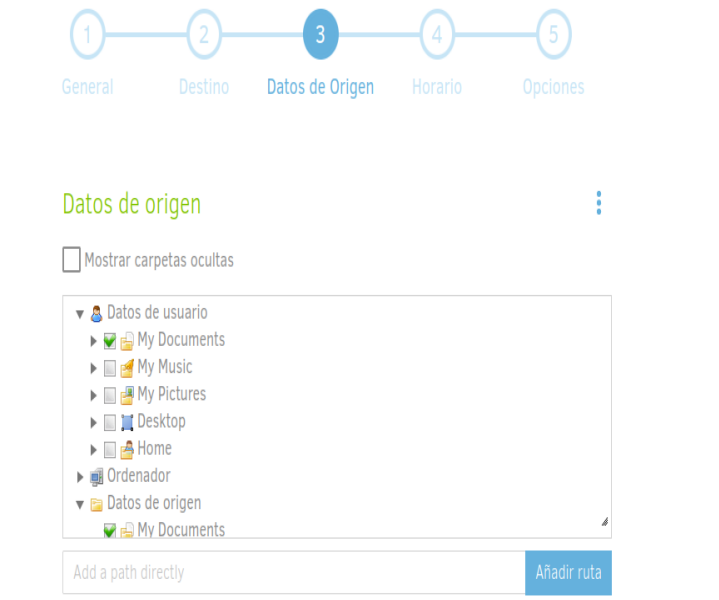 1 2 3 4 5
General Destino Datos de Origen Horario Opciones
Datos de origen
Mostrar carpetas ocultas
Datos de usuario
My Documents
My Music
My Pictures
Desktop
Home
Ordenador
Datos de origen
My Documents
Add a path directly Añadir ruta